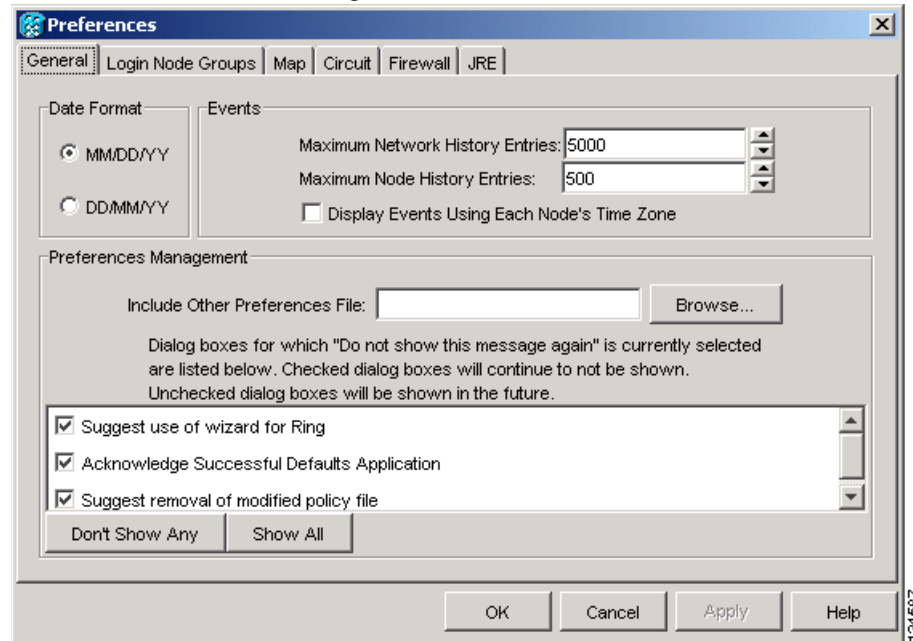 Preferences
General Login Node Groups Map Circuit Firewall JRE
Date Format
MM/DD/YY
DD/MM/YY
Events
Maximum Network History Entries: 5000
Maximum Node History Entries: 500
Display Events Using Each Node's Time Zone
Preferences Management
Include Other Preferences File: Browse...
Dialog boxes for which "Do not show this message again" is currently selected
are listed below. Checked dialog boxes will continue to not be shown.
Unchecked dialog boxes will be shown in the future.
Suggest use of wizard for Ring
Acknowledge Successful Defaults Application
Suggest removal of modified policy file
Don't Show Any Show All
OK Cancel Apply Help